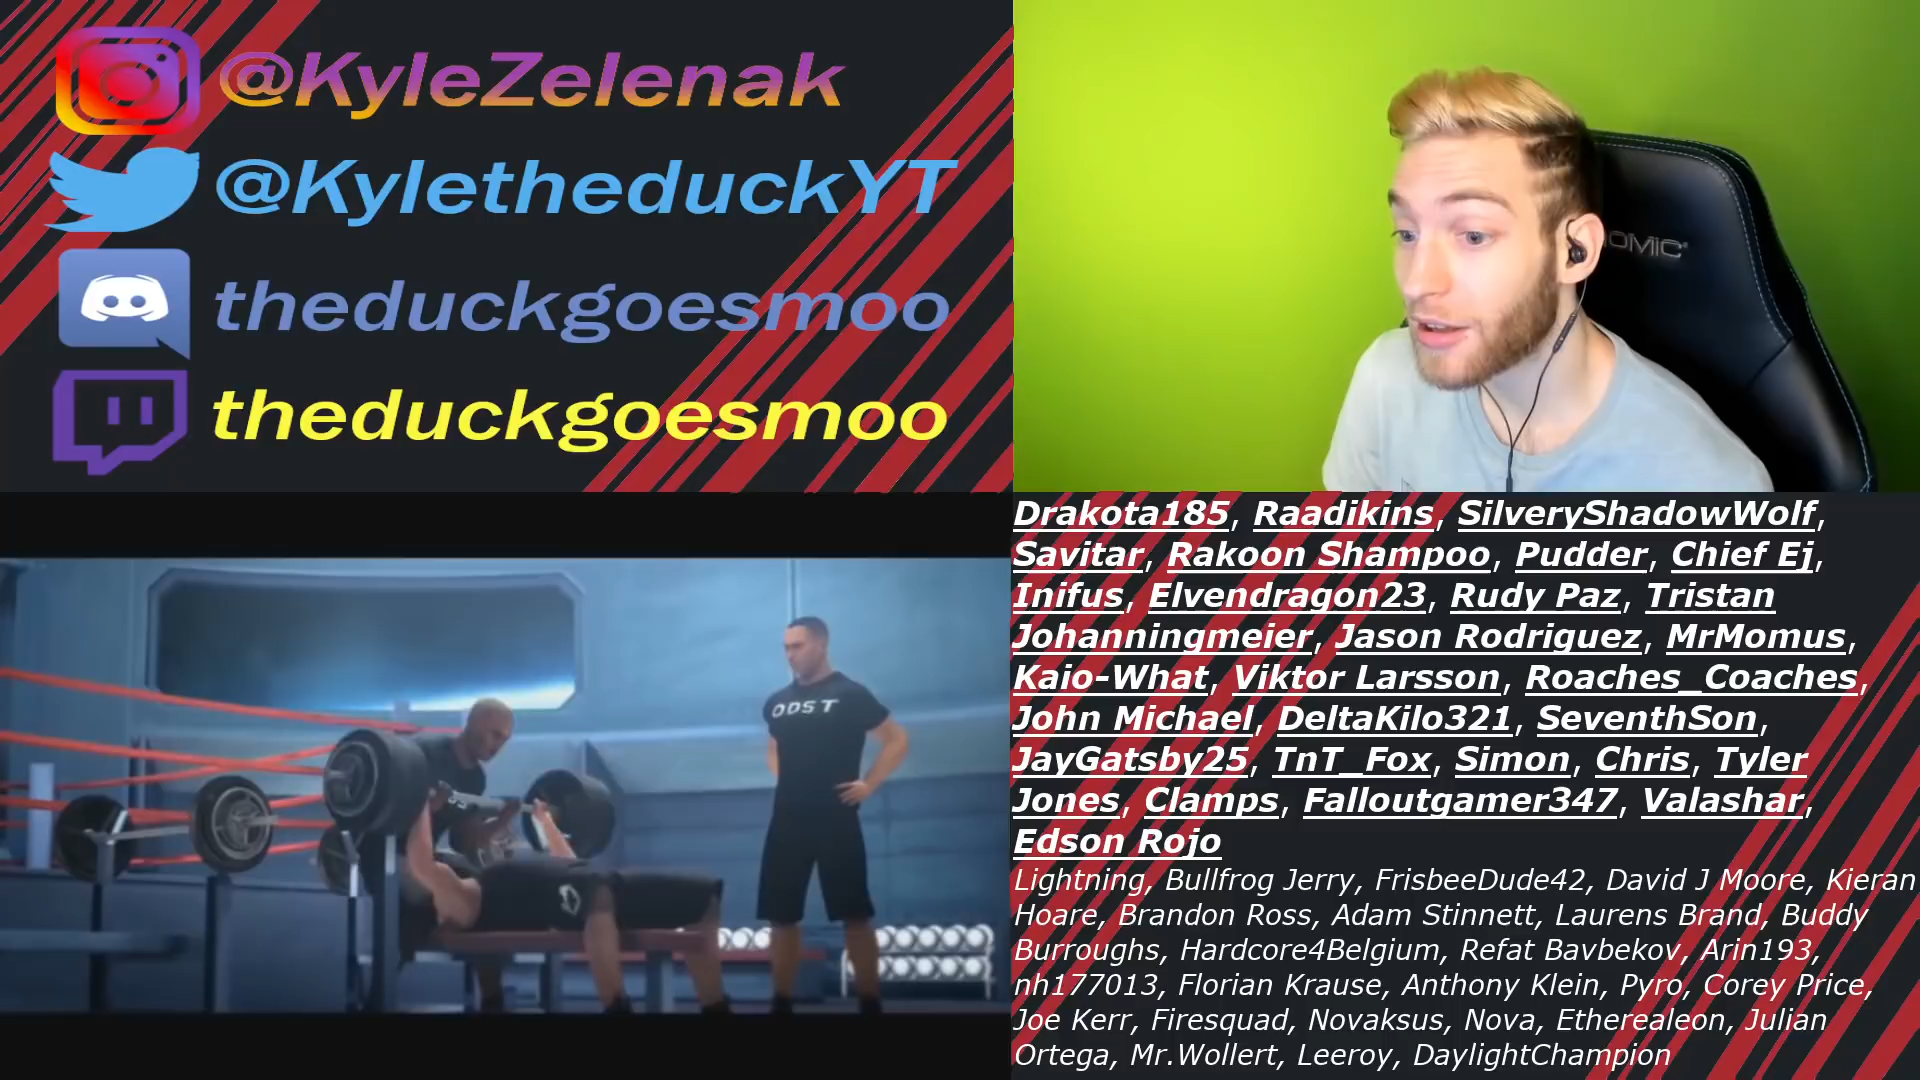 @KyleZelenak
@KyletheduckYT
theduckgoesmoo
theduckgoesmoo
OMIC
ODST
Drakota185, Raadikins, SilveryShadowWolf,
Savitar, Rakoon Shampoo, Pudder, Chief Ej,
Inifus, Elvendragon23, Rudy Paz, Tristan
Johanningmeier, Jason Rodriguez, MrMomus,
Kaio-What, Viktor Larsson, Roaches_Coaches,
John Michael, DeltaKilo321, SeventhSon,
JayGatsby25, TnT_Fox, Simon, Chris, Tyler
Jones, Clamps, Falloutgamer347, Valashar,
Edson Rojo
Lightning, Bullfrog Jerry, FrisbeeDude42, David J Moore, Kieran
Hoare, Brandon Ross, Adam Stinnett, Laurens Brand, Buddy
Burroughs, Hardcore4Belgium, Refat Bavbekov, Arin193,
nh177013, Florian Krause, Anthony Klein, Pyro, Corey Price,
Joe Kerr, Firesquad, Novaksus, Nova, Etherealeon, Julian
Ortega, Mr.Wollert, Leeroy, DaylightChampion